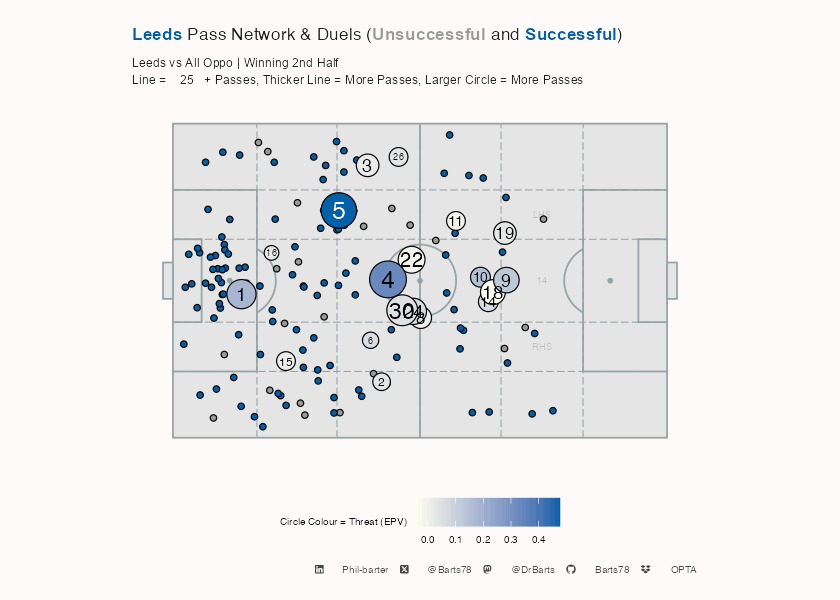 Leeds Pass Network & Duels (Unsuccessful and Successful)
Leeds vs All Oppo | Winning 2nd Half
Line = 25 + Passes, Thicker Line = More Passes, Larger Circle = More Passes
3
26
5
LHS
11
19
16
22
1
4
10
9
14
18
14
30
8
6
RHS
15
2
Circle Colour = Threat (EPV)
0.0 0.1 0.2 0.3 0.4
Phil-barter @Barts78 @DrBarts Barts78 OPTA